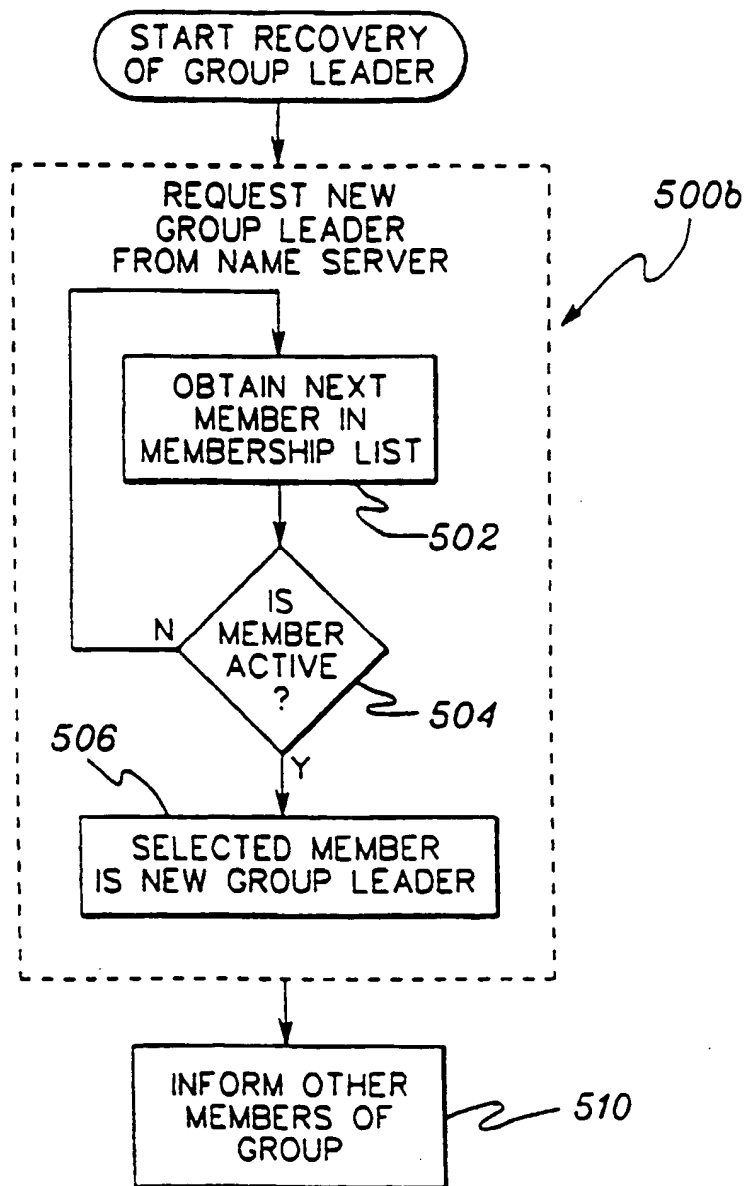 START RECOVERY
OF GROUP LEADER
REQUEST NEW
GROUP LEADER
FROM NAME SERVER
500b
OBTAIN NEXT
MEMBER IN
MEMBERSHIP LIST
502
IS
MEMBER
ACTIVE
?
N
504
Y
506
SELECTED MEMBER
IS NEW GROUP LEADER
INFORM OTHER
MEMBERS OF
GROUP
510